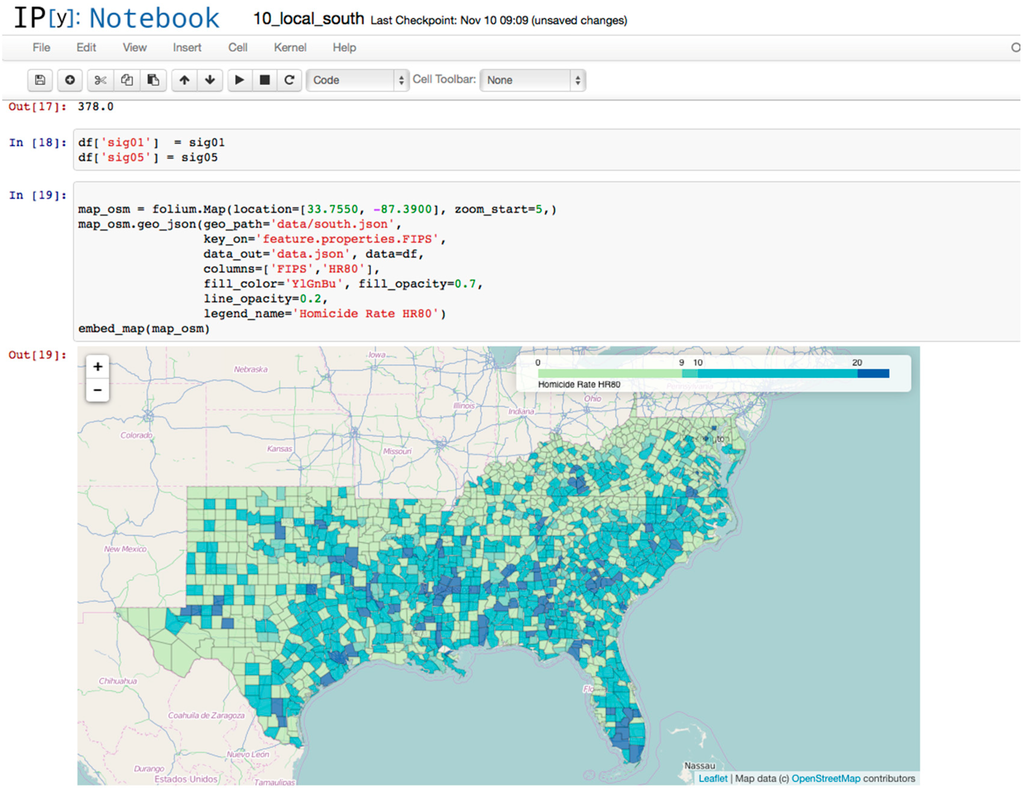 IP[y]: Notebook 10_local_south Last Checkpoint: Nov 10 09:09 (unsaved changes)
File Edit View Insert Cell Kernel Help
Code Cell Toolbar: None
Out[17]: 378.0
In [18]: df['sig01']  = sig01
df['sig05'] = sig05
In [19]:
map_osm = folium.Map(location=[33.7550, -87.3900], zoom_start=5,)
map_osm.geo_json(geo_path='data/south.json',
key_on='feature.properties.FIPS',
data_out='data.json', data=df,
columns=['FIPS','HR80'],
fill_color='YlGnBu', fill_opacity=0.7,
line_opacity=0.2,
legend_name='Homicide Rate HR80')
embed_map(map_osm)
Out[19]:
+
−
0 9 10 20
Homicide Rate HR80
Iowa
Nebraska
Illinois
Indiana
Ohio
Colorado
Kansas
Missouri
New Mexico
Chihuahua
Coahuila de Zaragoza
Nuevo León
Durango
Estados Unidos
Tamaulipas
Nassau
Leaflet | Map data (c) OpenStreetMap contributors